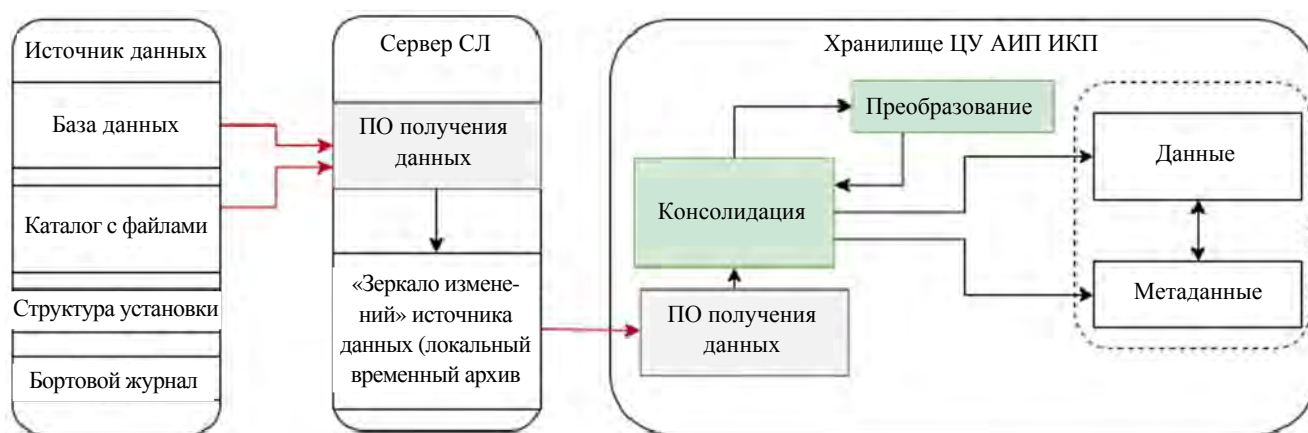 Источник данных
База данных
Каталог с файлами
Структура установки
Бортовой журнал
Сервер СЛ
ПО получения
данных
«Зеркало измене-
ний» источника
данных (локальный
временный архив
Хранилище ЦУ АИП ИКП
Преобразование
Консолидация
ПО получения
данных
Данные
Метаданные